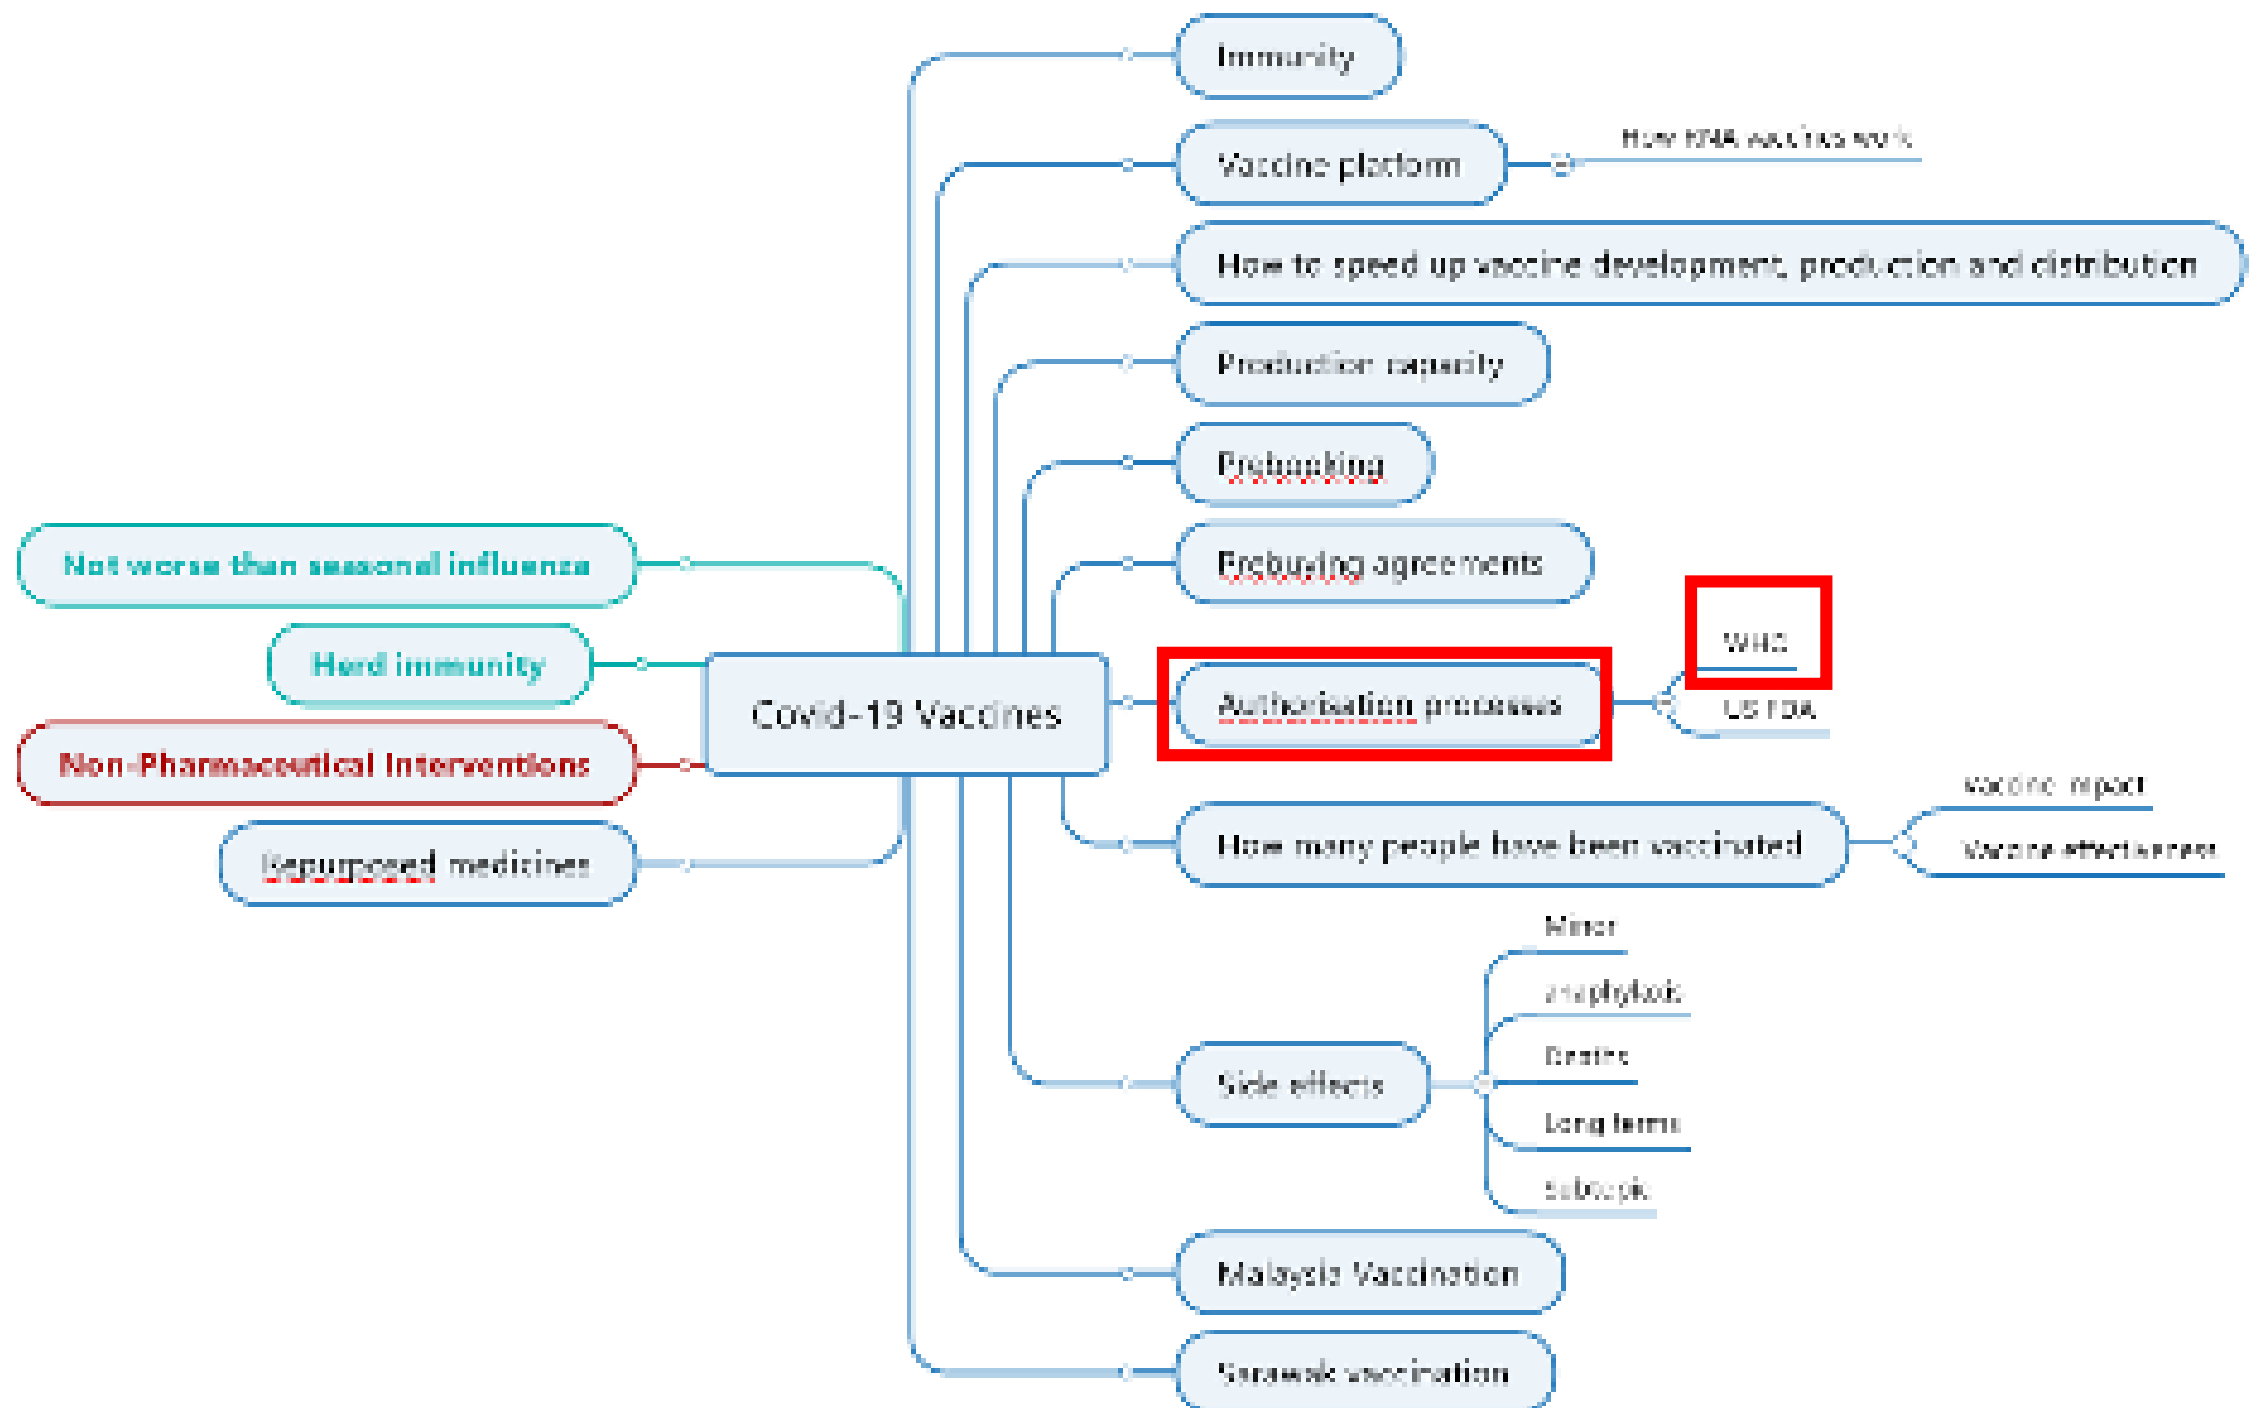 Immunity
Vaccine platform
How RNA vaccines work
How to speed up vaccine development, production and distribution
Production capacity
Prebooking
Prebuying agreements
Authorisation processes
WHO
US FDA
How many people have been vaccinated
Vaccine impact
Vaccine effectiveness
Side effects
Minor
anaphylaxis
Deaths
Long terms
Subtopic
Malaysia Vaccination
Sarawak vaccination
Covid-19 Vaccines
Not worse than seasonal influenza
Herd immunity
Non-Pharmaceutical Interventions
Repurposed medicines